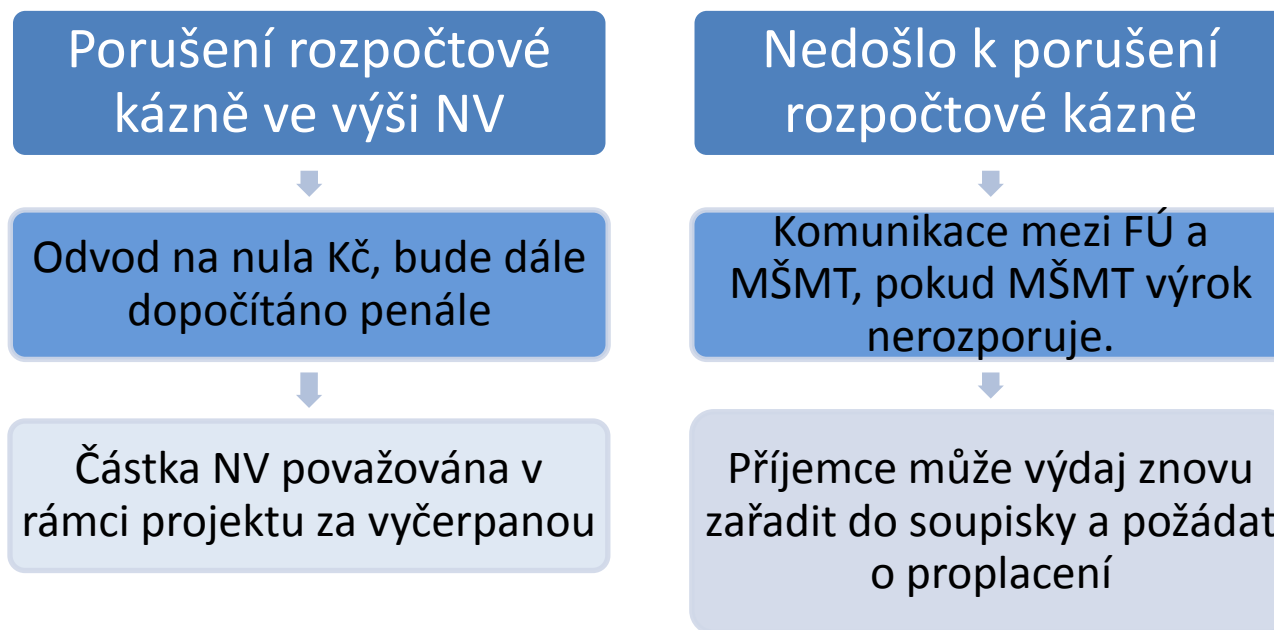 Porušení rozpočtové
kázně ve výši NV
Odvod na nula Kč, bude dále
dopočítáno penále
Částka NV považována v
rámci projektu za vyčerpanou
Nedošlo k porušení
rozpočtové kázně
Komunikace mezi FÚ a
MŠMT, pokud MŠMT výrok
nerozporuje.
Příjemce může výdaj znovu
zařadit do soupisky a požádat
o proplacení